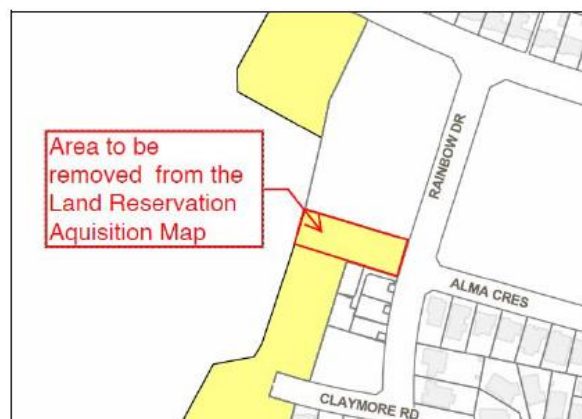 Area to be
removed from the
Land Reservation
Aquisition Map
RAINBOW DR
ALMA CRES
CLAYMORE RD